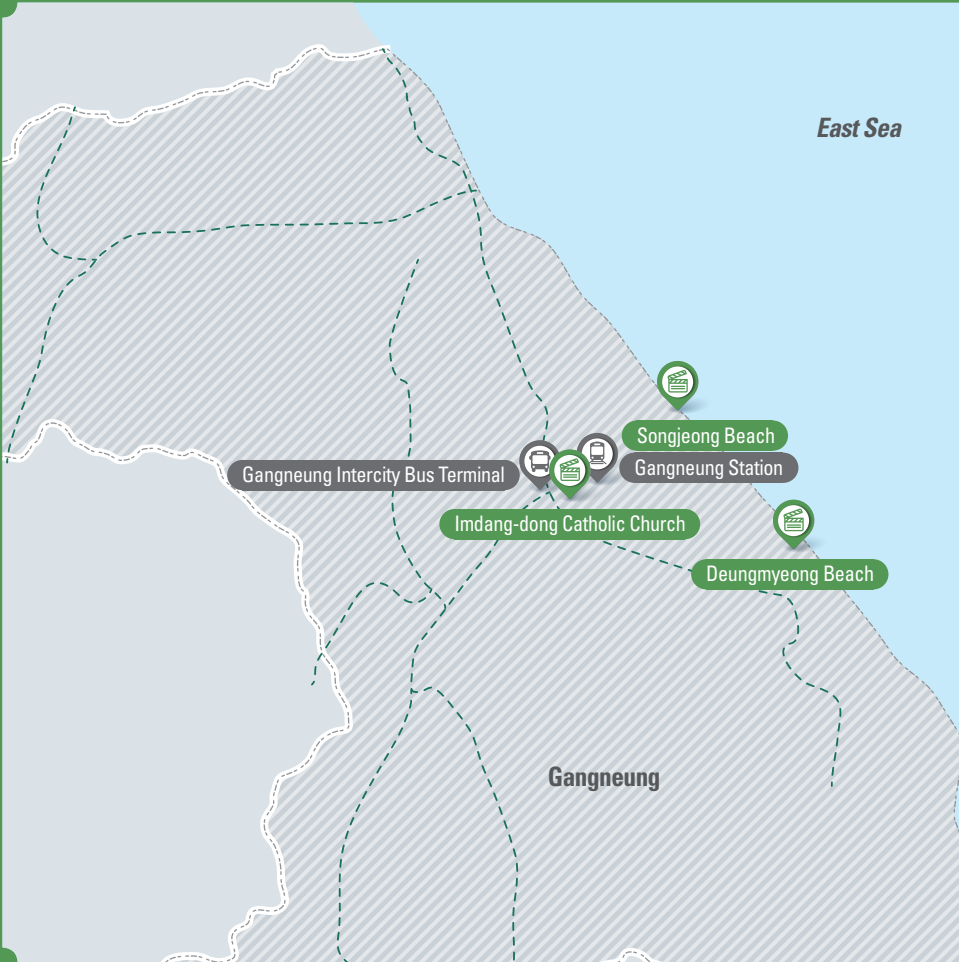 East Sea
Songjeong Beach
Gangneung Station
Gangneung Intercity Bus Terminal
Imdang-dong Catholic Church
Deungmyeong Beach
Gangneung